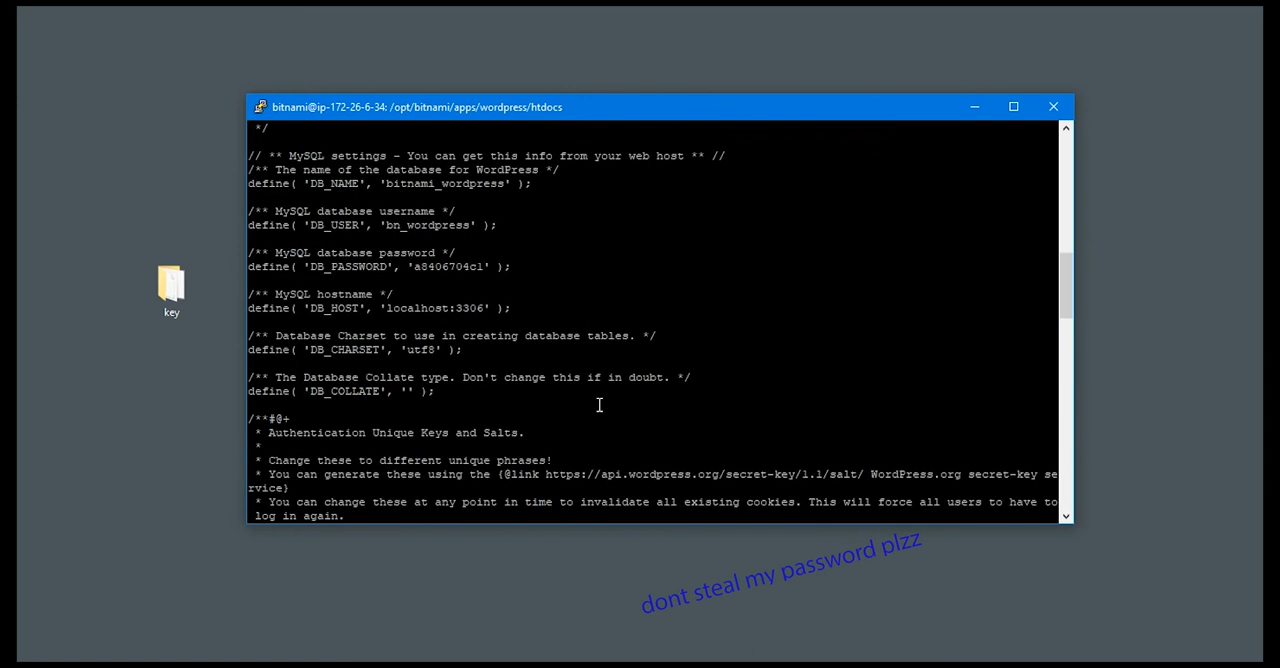 bitnami@ip-172-26-6-34: /opt/bitnami/apps/wordpress/htdocs
*/
// ** MySQL settings - You can get this info from your web host ** //
/** The name of the database for WordPress */
define( 'DB_NAME', 'bitnami_wordpress' );
/** MySQL database username */
define( 'DB_USER', 'bn_wordpress' );
/** MySQL database password */
define( 'DB_PASSWORD', 'a8406704c1' );
/** MySQL hostname */
define( 'DB_HOST', 'localhost:3306' );
/** Database Charset to use in creating database tables. */
define( 'DB_CHARSET', 'utf8' );
/** The Database Collate type. Don't change this if in doubt. */
define( 'DB_COLLATE', '' );
/**#@+
* Authentication Unique Keys and Salts.
*
* Change these to different unique phrases!
* You can generate these using the {@link https://api.wordpress.org/secret-key/1.1/salt/ WordPress.org secret-key se
rvice}
* You can change these at any point in time to invalidate all existing cookies. This will force all users to have to
log in again.
key
dont steal my password plzz